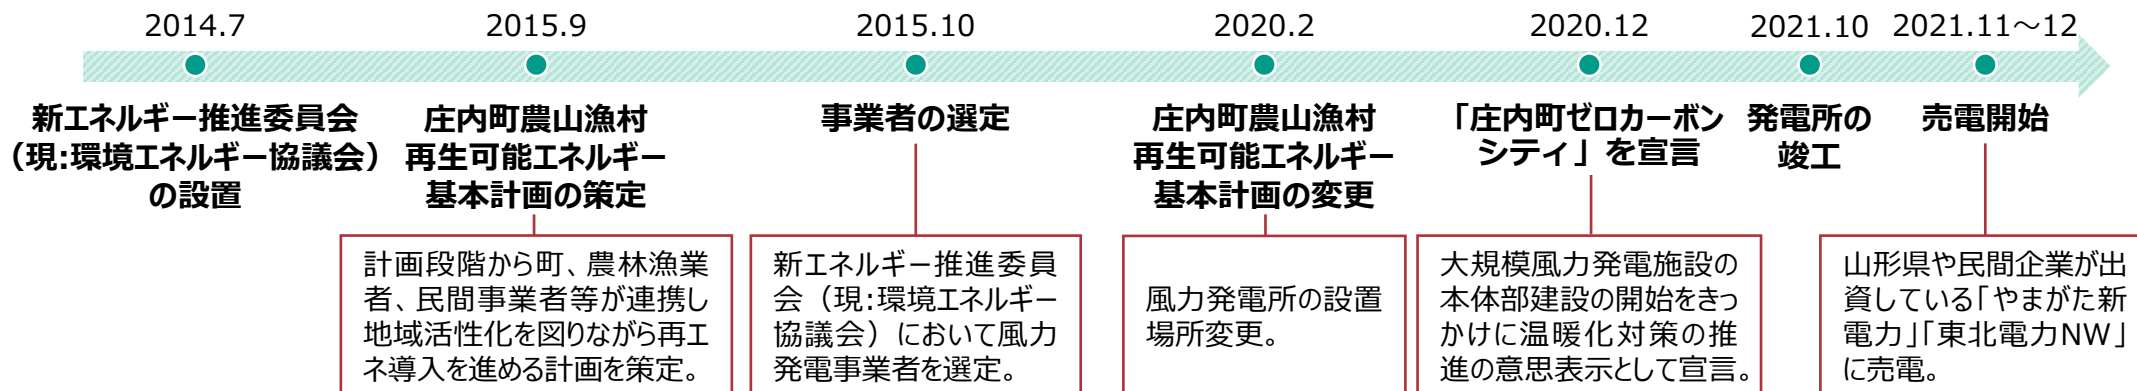 2014.7
新エネルギー推進委員会
（現:環境エネルギー協議会）
の設置
2015.9
庄内町農山漁村
再生可能エネルギー
基本計画の策定
計画段階から町、農林漁業
者、民間事業者等が連携し
地域活性化を図りながら再エ
ネ導入を進める計画を策定。
2015.10
事業者の選定
新エネルギー推進委員
会（現:環境エネルギー
協議会）において風力
発電事業者を選定。
2020.2
庄内町農山漁村
再生可能エネルギー
基本計画の変更
風力発電所の設置
場所変更。
2020.12
「庄内町ゼロカーボン
シティ」を宣言
大規模風力発電施設の
本体部建設の開始をきっ
かけに温暖化対策の推
進の意思表示として宣言。
2021.10
発電所の
竣工
2021.11～12
売電開始
山形県や民間企業が出
資している「やまがた新
電力」「東北電力NW」
に売電。